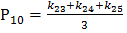 P₁₀ = (k₂₃+k₂₄+k₂₅)/3